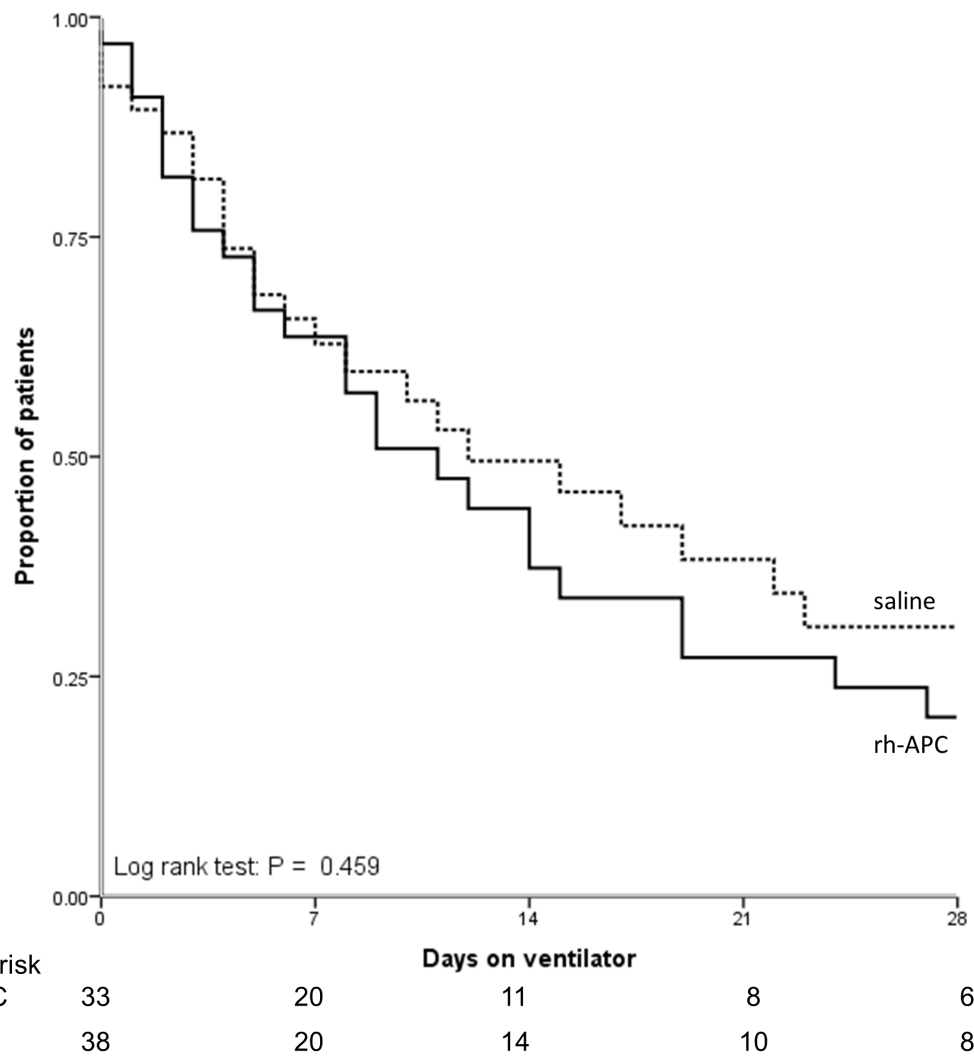 1.00
0.75
Proportion of patients
0.50
saline
0.25
rh-APC
Log rank test: P = 0.459
0.00
0 7 14 21 28
Days on ventilator
risk
C 33 20 11 8 6
38 20 14 10 8